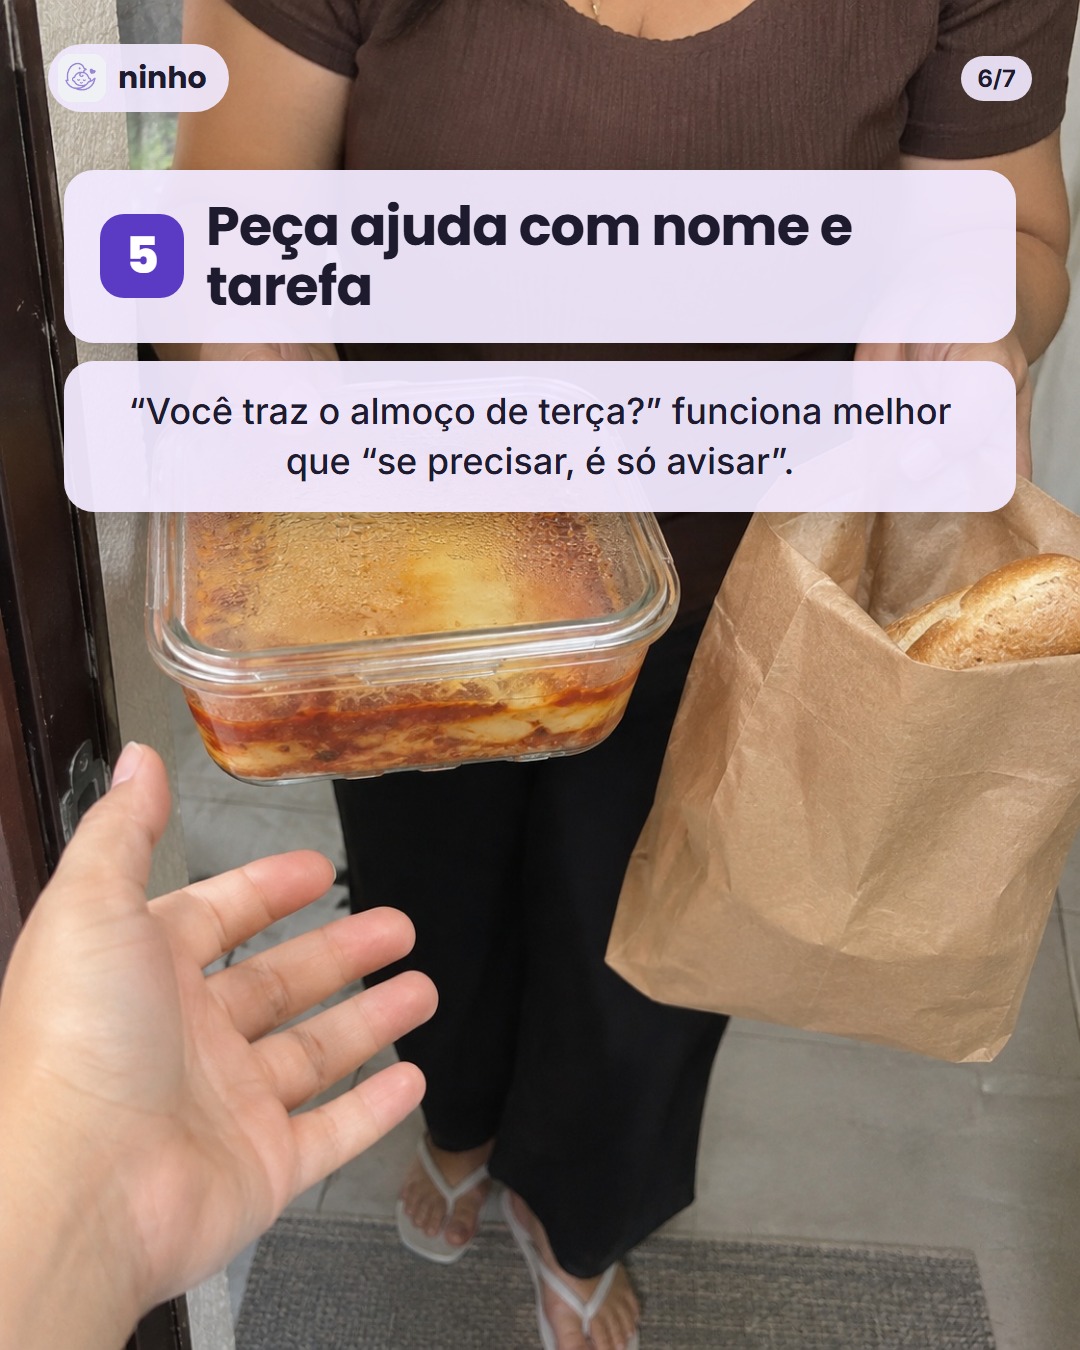 ninho
6/7
5
Peça ajuda com nome e
tarefa
“Você traz o almoço de terça?” funciona melhor
que “se precisar, é só avisar”.